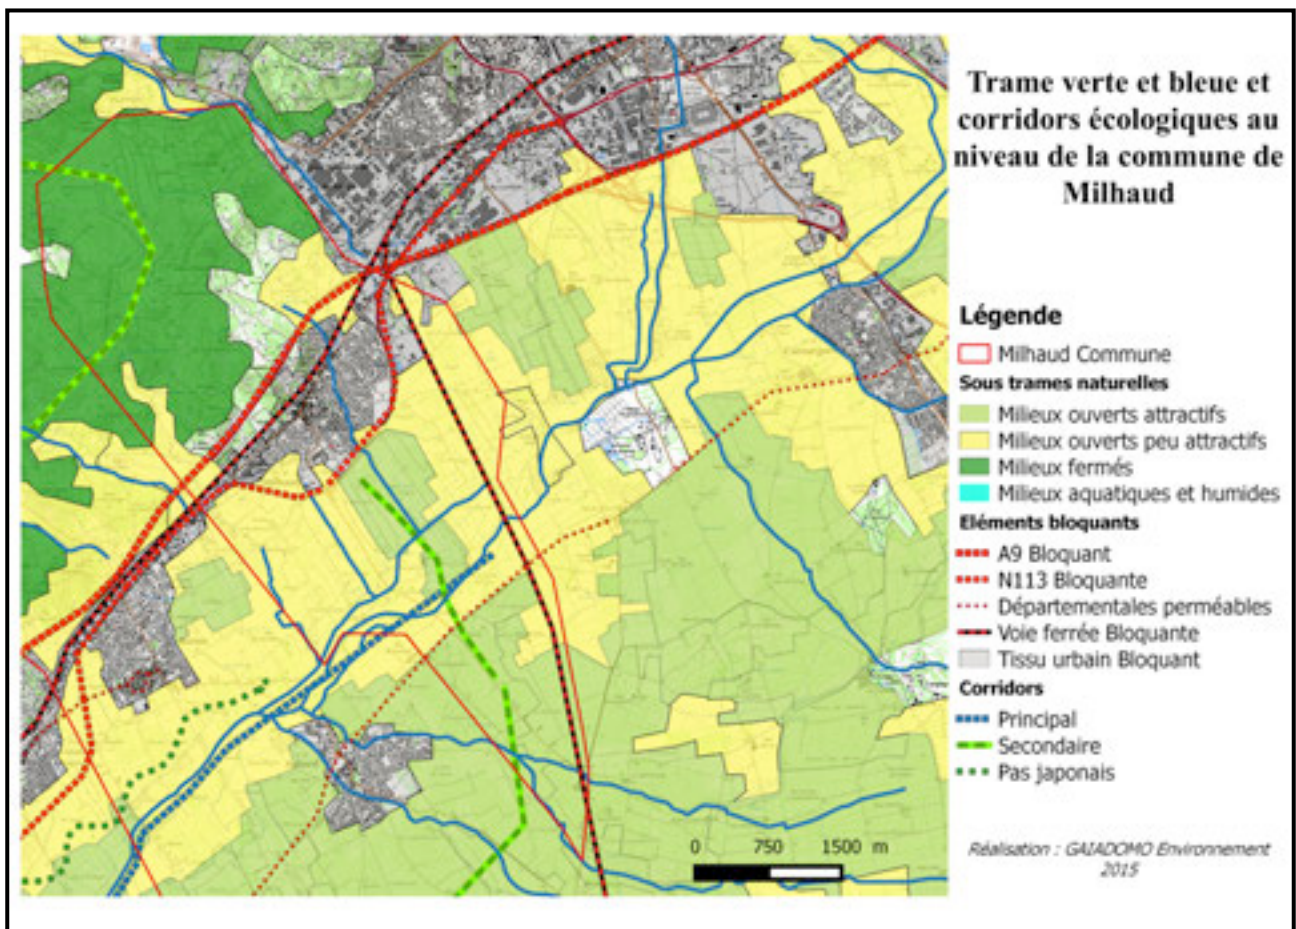 Trame verte et bleue et
corridors écologiques au
niveau de la commune de
Milhaud
Légende
Milhaud Commune
Sous trames naturelles
Milieux ouverts attractifs
Milieux ouverts peu attractifs
Milieux fermés
Milieux aquatiques et humides
Eléments bloquants
A9 Bloquant
N113 Bloquante
Départementales perméables
Voie ferrée Bloquante
Tissu urbain Bloquant
Corridors
Principal
Secondaire
Pas japonais
0 750 1500 m
Réalisation : GAIADOMO Environnement
2015